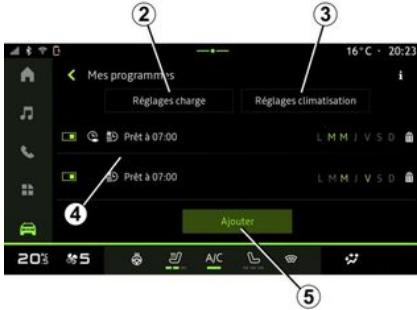 2
3
16°C · 20:23
Mes programmes
i
Réglages charge
Réglages climatisation
Prêt à 07:00
L M M J V S D
4
Prêt à 07:00
L M M J V S D
Ajouter
20°5
5
A/C
5